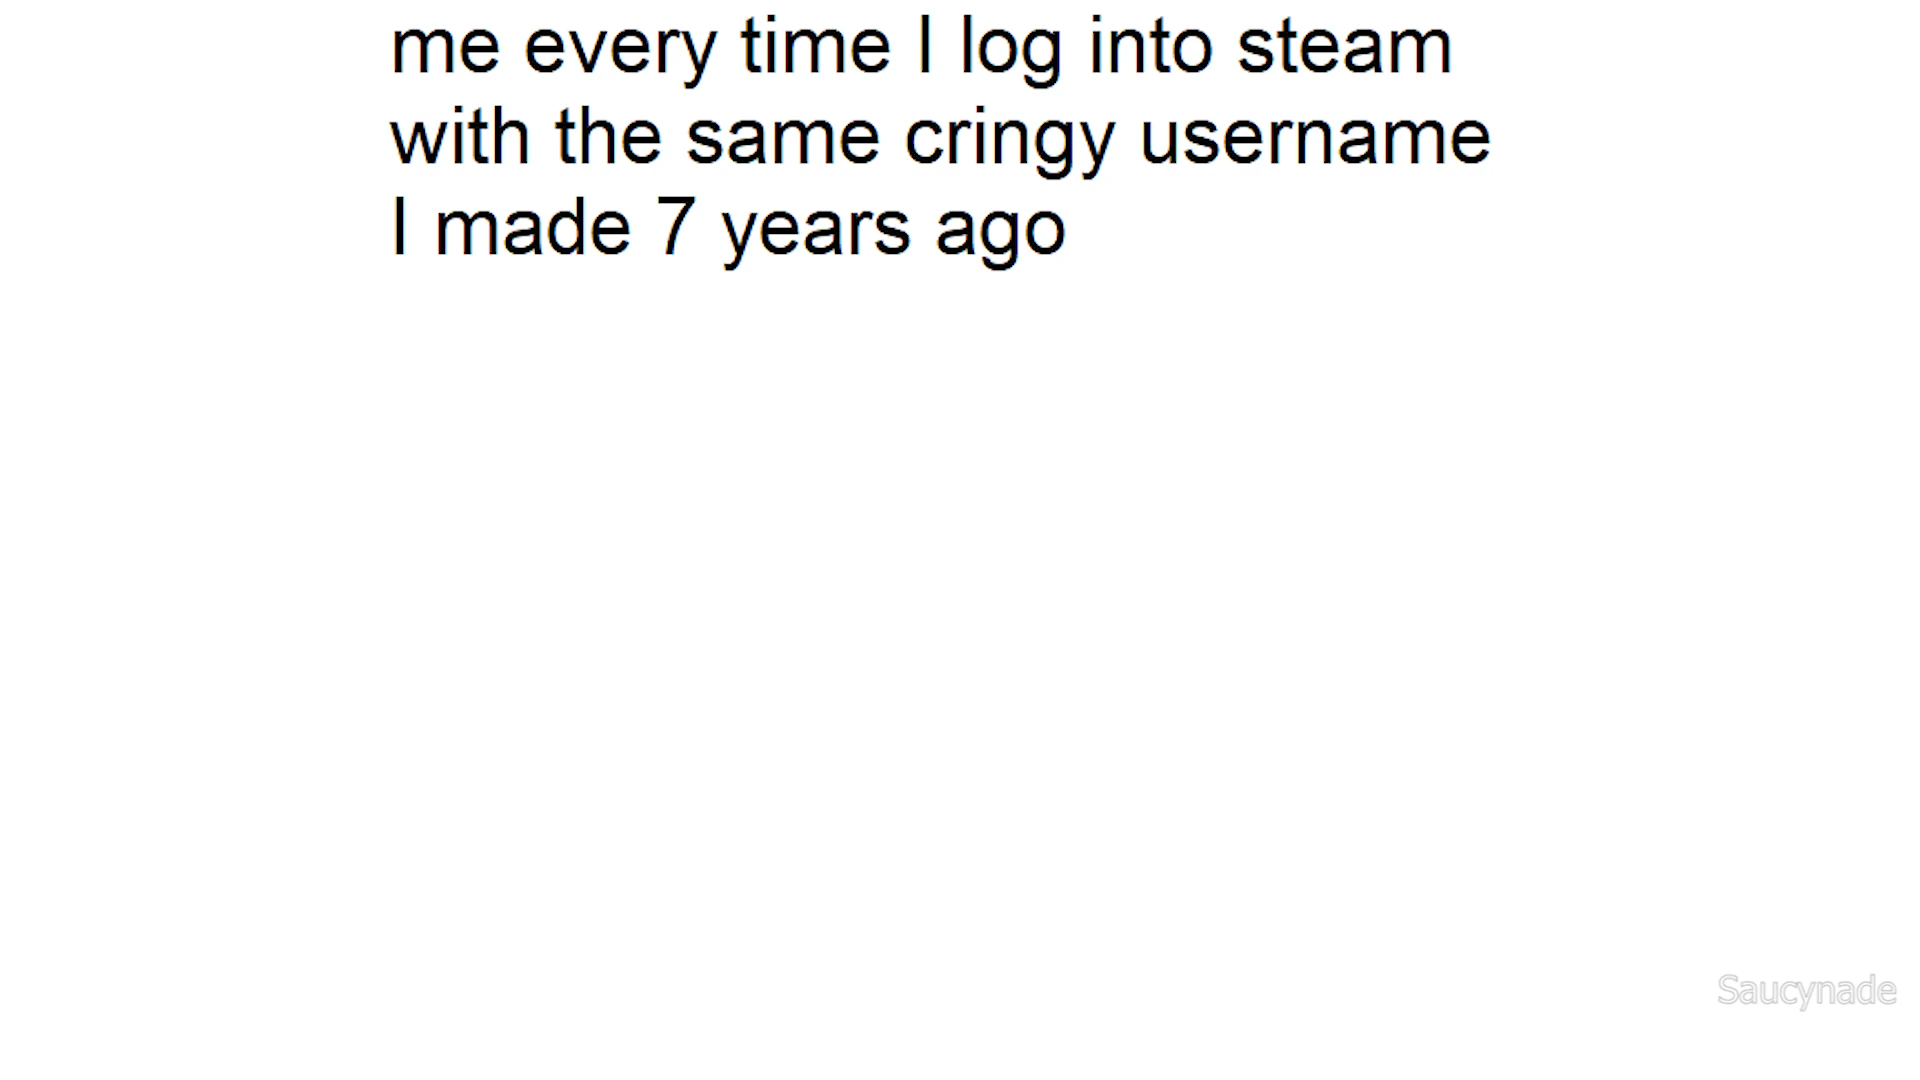 me every time I log into steam
with the same cringy username
I made 7 years ago
Saucynade